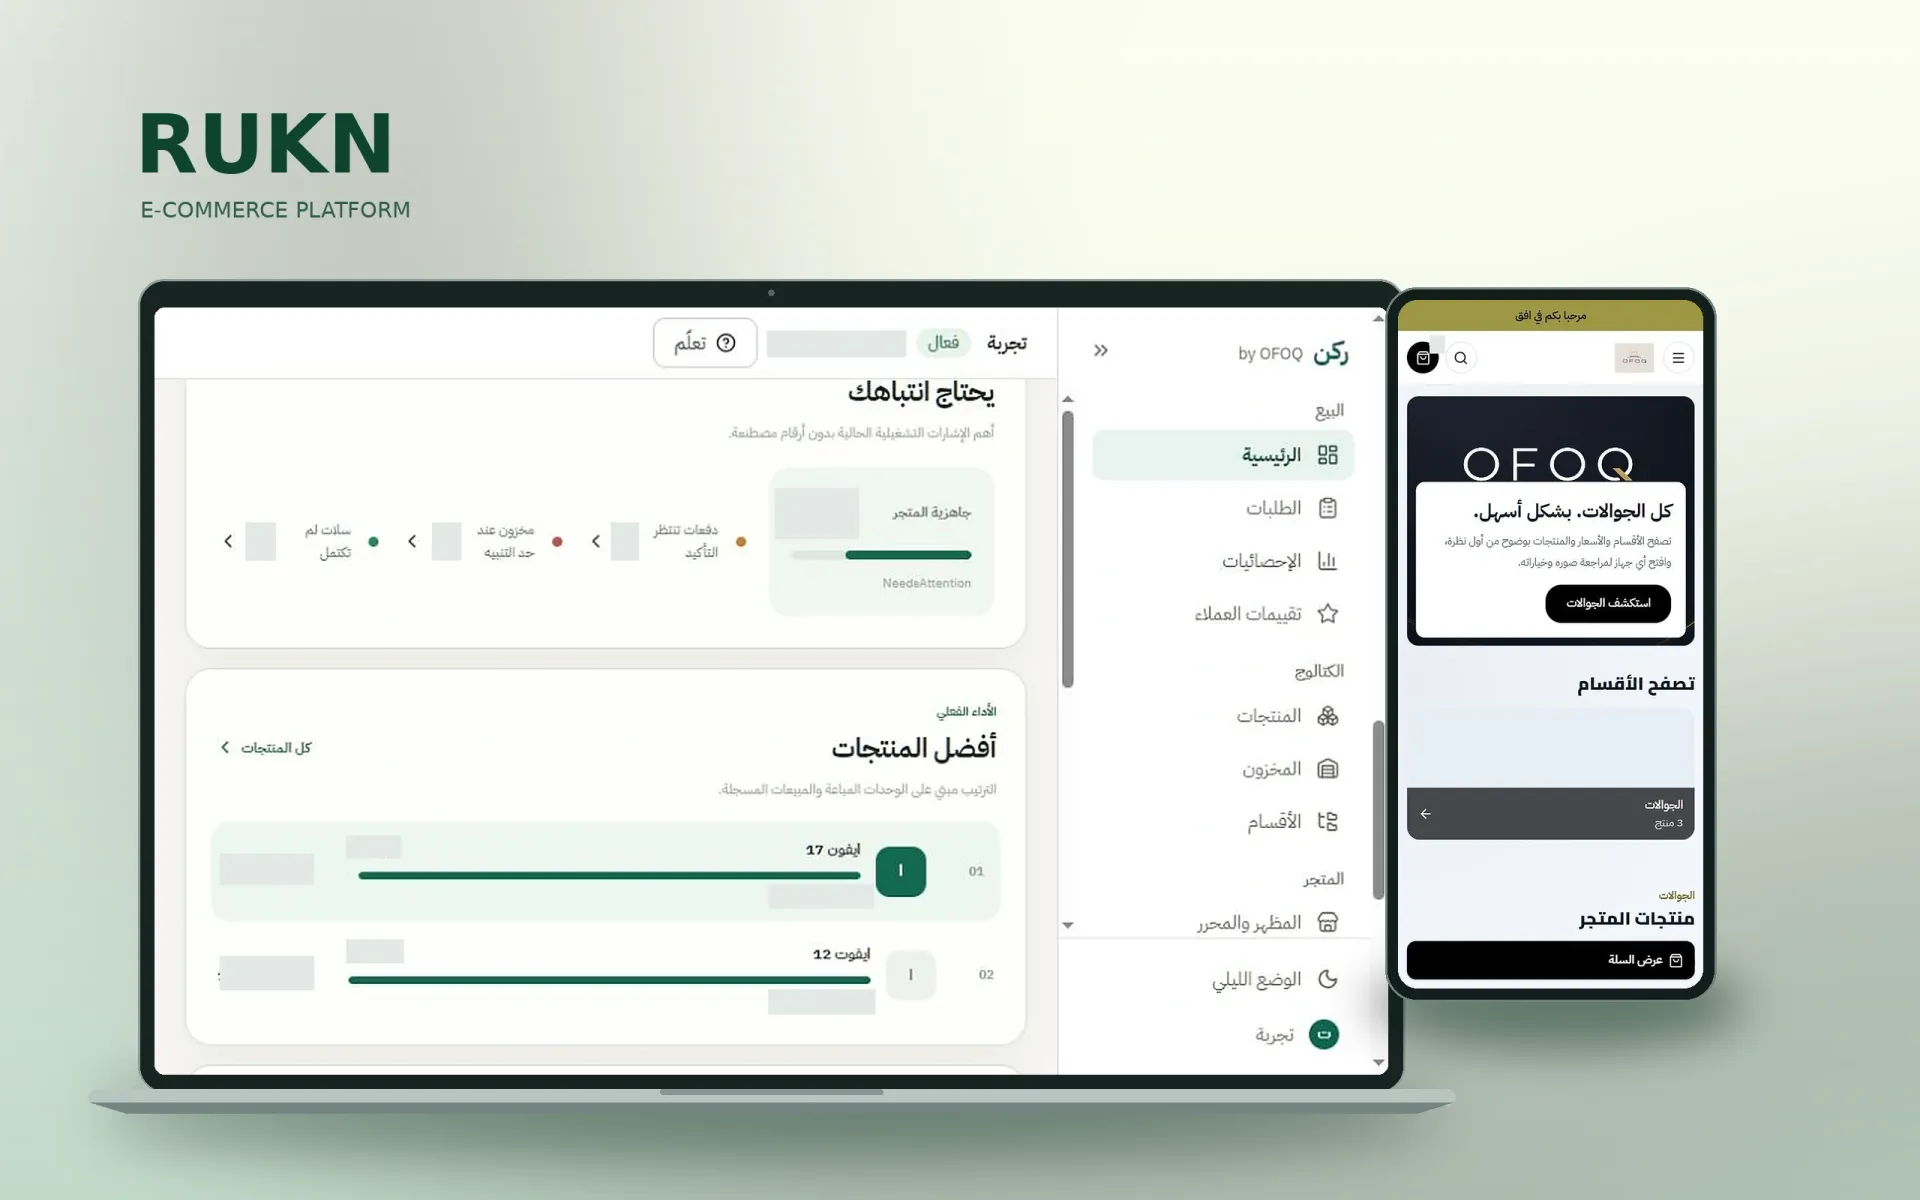 RUKN
E-COMMERCE PLATFORM
ركن by OFOQ
البيع
الرئيسية
الطلبات
الإحصائيات
تقييمات العملاء
الكتالوج
المنتجات
المخزون
الأقسام
المتجر
المظهر والمحرر
الوضع الليلي
تجربة
تجربة
فعال
تعلّم
يحتاج انتباهك
أهم الإشارات التشغيلية الحالية بدون أرقام مصطنعة.
جاهزية المتجر
NeedsAttention
دفعات تنتظر
التأكيد
مخزون عند
حد التنبيه
سلات لم
تكتمل
الأداء الفعلي
أفضل المنتجات
كل المنتجات
الترتيب مبني على الوحدات المباعة والمبيعات المسجلة.
01
ا
ايفون 17
02
ا
ايفوت 12
مرحبا بكم في افق
OFOQ
OFOQ
كل الجوالات. بشكل أسهل.
تصفح الأقسام والأسعار والمنتجات بوضوح من أول نظرة،
وافتح أي جهاز لمراجعة صوره وخياراته.
استكشف الجوالات
تصفح الأقسام
الجوالات
3 منتج
الجوالات
منتجات المتجر
عرض السلة